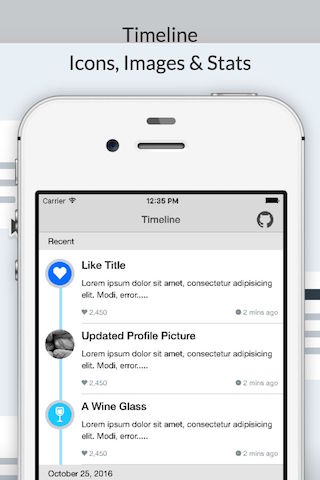 Timeline
Icons, Images & Stats
Carrier 12:35 PM
Timeline
Recent
Like Title
Lorem ipsum dolor sit amet, consectetur adipisicing
elit. Modi, error.....
2,450 2 mins ago
Updated Profile Picture
Lorem ipsum dolor sit amet, consectetur adipisicing
elit. Modi, error.....
2,450 2 mins ago
A Wine Glass
Lorem ipsum dolor sit amet, consectetur adipisicing
elit. Modi, error.....
2,450 2 mins ago
October 25, 2016